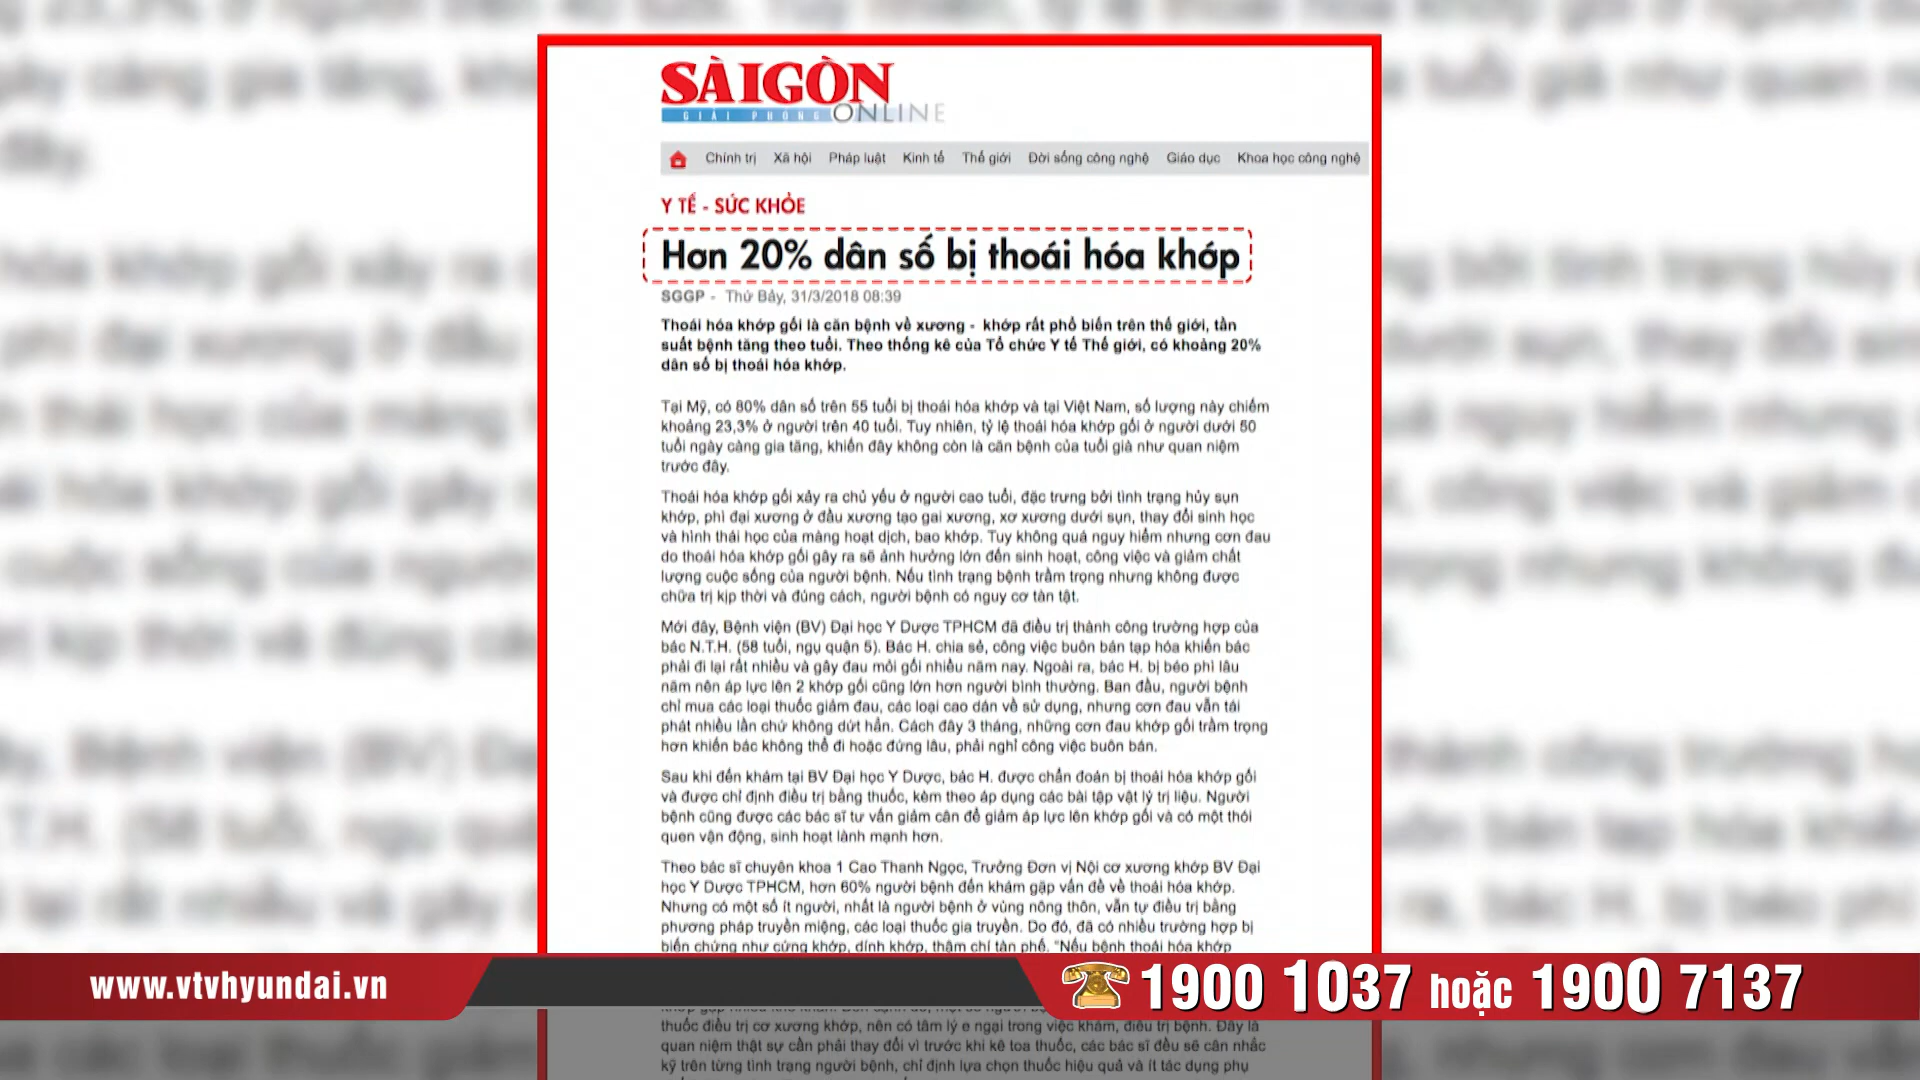 SÀIGÒN
GIẢI PHÓNG ONLINE
Chính trị Xã hội Pháp luật Kinh tế Thế giới Đời sống công nghệ Giáo dục Khoa học công nghệ
Y TẾ - SỨC KHỎE
Hơn 20% dân số bị thoái hóa khớp
SGGP - Thứ Bảy, 31/3/2018 08:39
Thoái hóa khớp gối là căn bệnh về xương - khớp rất phổ biến trên thế giới, tần
suất bệnh tăng theo tuổi. Theo thống kê của Tổ chức Y tế Thế giới, có khoảng 20%
dân số bị thoái hóa khớp.
Tại Mỹ, có 80% dân số trên 55 tuổi bị thoái hóa khớp và tại Việt Nam, số lượng này chiếm
khoảng 23,3% ở người trên 40 tuổi. Tuy nhiên, tỷ lệ thoái hóa khớp gối ở người dưới 50
tuổi ngày càng gia tăng, khiến đây không còn là căn bệnh của tuổi già như quan niệm
trước đây.
Thoái hóa khớp gối xảy ra chủ yếu ở người cao tuổi, đặc trưng bởi tình trạng hủy sụn
khớp, phì đại xương ở đầu xương tạo gai xương, xơ xương dưới sụn, thay đổi sinh học
và hình thái học của màng hoạt dịch, bao khớp. Tuy không quá nguy hiểm nhưng cơn đau
do thoái hóa khớp gối gây ra sẽ ảnh hưởng lớn đến sinh hoạt, công việc và giảm chất
lượng cuộc sống của người bệnh. Nếu tình trạng bệnh trầm trọng nhưng không được
chữa trị kịp thời và đúng cách, người bệnh có nguy cơ tàn tật.
Mới đây, Bệnh viện (BV) Đại học Y Dược TPHCM đã điều trị thành công trường hợp của
bác N.T.H. (58 tuổi, ngụ quận 5). Bác H. chia sẻ, công việc buôn bán tạp hóa khiến bác
phải đi lại rất nhiều và gây đau mỏi gối nhiều năm nay. Ngoài ra, bác H. bị béo phì lâu
năm nên áp lực lên 2 khớp gối cũng lớn hơn người bình thường. Ban đầu, người bệnh
chỉ mua các loại thuốc giảm đau, các loại cao dán về sử dụng, nhưng cơn đau vẫn tái
phát nhiều lần chứ không dứt hẳn. Cách đây 3 tháng, những cơn đau khớp gối trầm trọng
hơn khiến bác không thể đi hoặc đứng lâu, phải nghỉ công việc buôn bán.
Sau khi đến khám tại BV Đại học Y Dược, bác H. được chẩn đoán bị thoái hóa khớp gối
và được chỉ định điều trị bằng thuốc, kèm theo áp dụng các bài tập vật lý trị liệu. Người
bệnh cũng được các bác sĩ tư vấn giảm cân để giảm áp lực lên khớp gối và có một thói
quen vận động, sinh hoạt lành mạnh hơn.
Theo bác sĩ chuyên khoa 1 Cao Thanh Ngọc, Trưởng Đơn vị Nội cơ xương khớp BV Đại
học Y Dược TPHCM, hơn 60% người bệnh đến khám gặp vấn đề về thoái hóa khớp.
Nhưng có một số ít người, nhất là người bệnh ở vùng nông thôn, vẫn tự điều trị bằng
phương pháp truyền miệng, các loại thuốc gia truyền. Do đó, đã có nhiều trường hợp bị
biến chứng như cứng khớp, dính khớp, thậm chí tàn phế. "Nếu bệnh thoái hóa khớp
www.vtvhyundai.vn 1900 1037 hoặc 1900 7137
thuốc điều trị cơ xương khớp, nên có tâm lý e ngại trong việc khám, điều trị bệnh. Đây là
quan niệm thật sự cần phải thay đổi vì trước khi kê toa thuốc, các bác sĩ đều sẽ cân nhắc
kỹ trên từng tình trạng người bệnh, chỉ định lựa chọn thuốc hiệu quả và ít tác dụng phụ